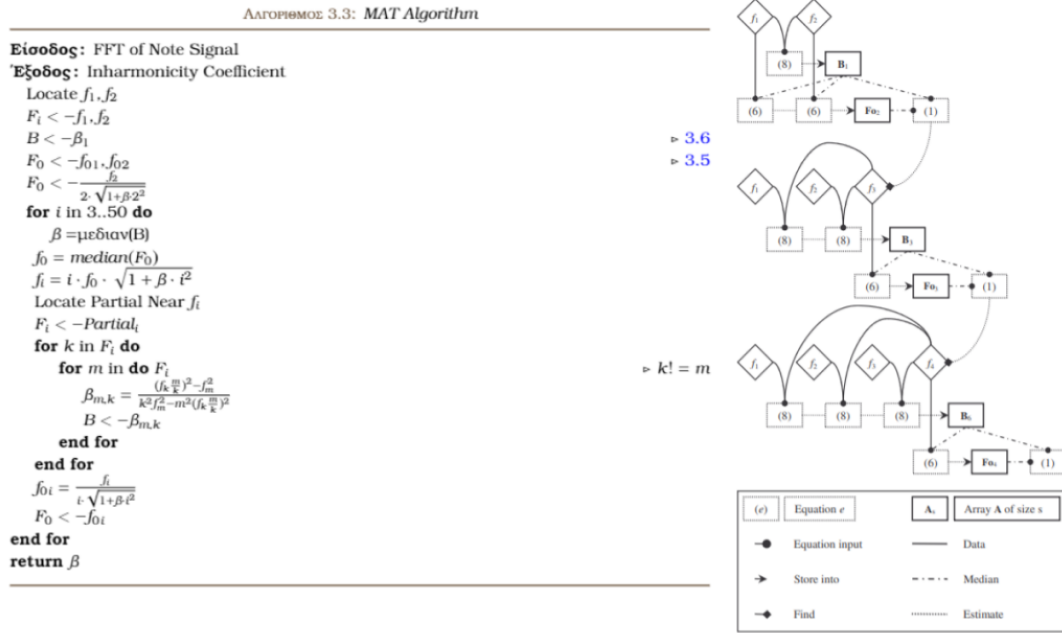 Αλγοριθμος 3.3: MAT Algorithm
Είσοδος: FFT of Note Signal
Έξοδος: Inharmonicity Coefficient
Locate f₁, f₂
Fᵢ < −f₁, f₂
B < −β₁ ▹ 3.6
F₀ < −f₀₁, f₀₂ ▹ 3.5
F₀ < − f₂ / (2· √(1+β·2²))
for i in 3..50 do
β =μεδιαν(B)
f₀ = median(F₀)
fᵢ = i · f₀ · √(1 + β · i²)
Locate Partial Near fᵢ
Fᵢ < −Partialᵢ
for k in Fᵢ do
for m in do Fᵢ ▹ k! = m
βₘ,ₖ = ((fₖ m/k)² − fₘ²) / (k² fₘ² − m² (fₖ m/k)²)
B < −βₘ,ₖ
end for
end for
f₀ᵢ = fᵢ / (i· √(1+β·i²))
F₀ < −f₀ᵢ
end for
return β
f₁ f₂
(8) B₁
(6) (6) F₀₂ (1)
f₁ f₂ f₃
(8) (8) B₃
(6) F₀₃ (1)
f₁ f₂ f₃ f₄
(8) (8) (8) B₆
(6) F₀₄ (1)
(e) Equation e Aₛ Array A of size s
Equation input Data
Store into Median
Find Estimate